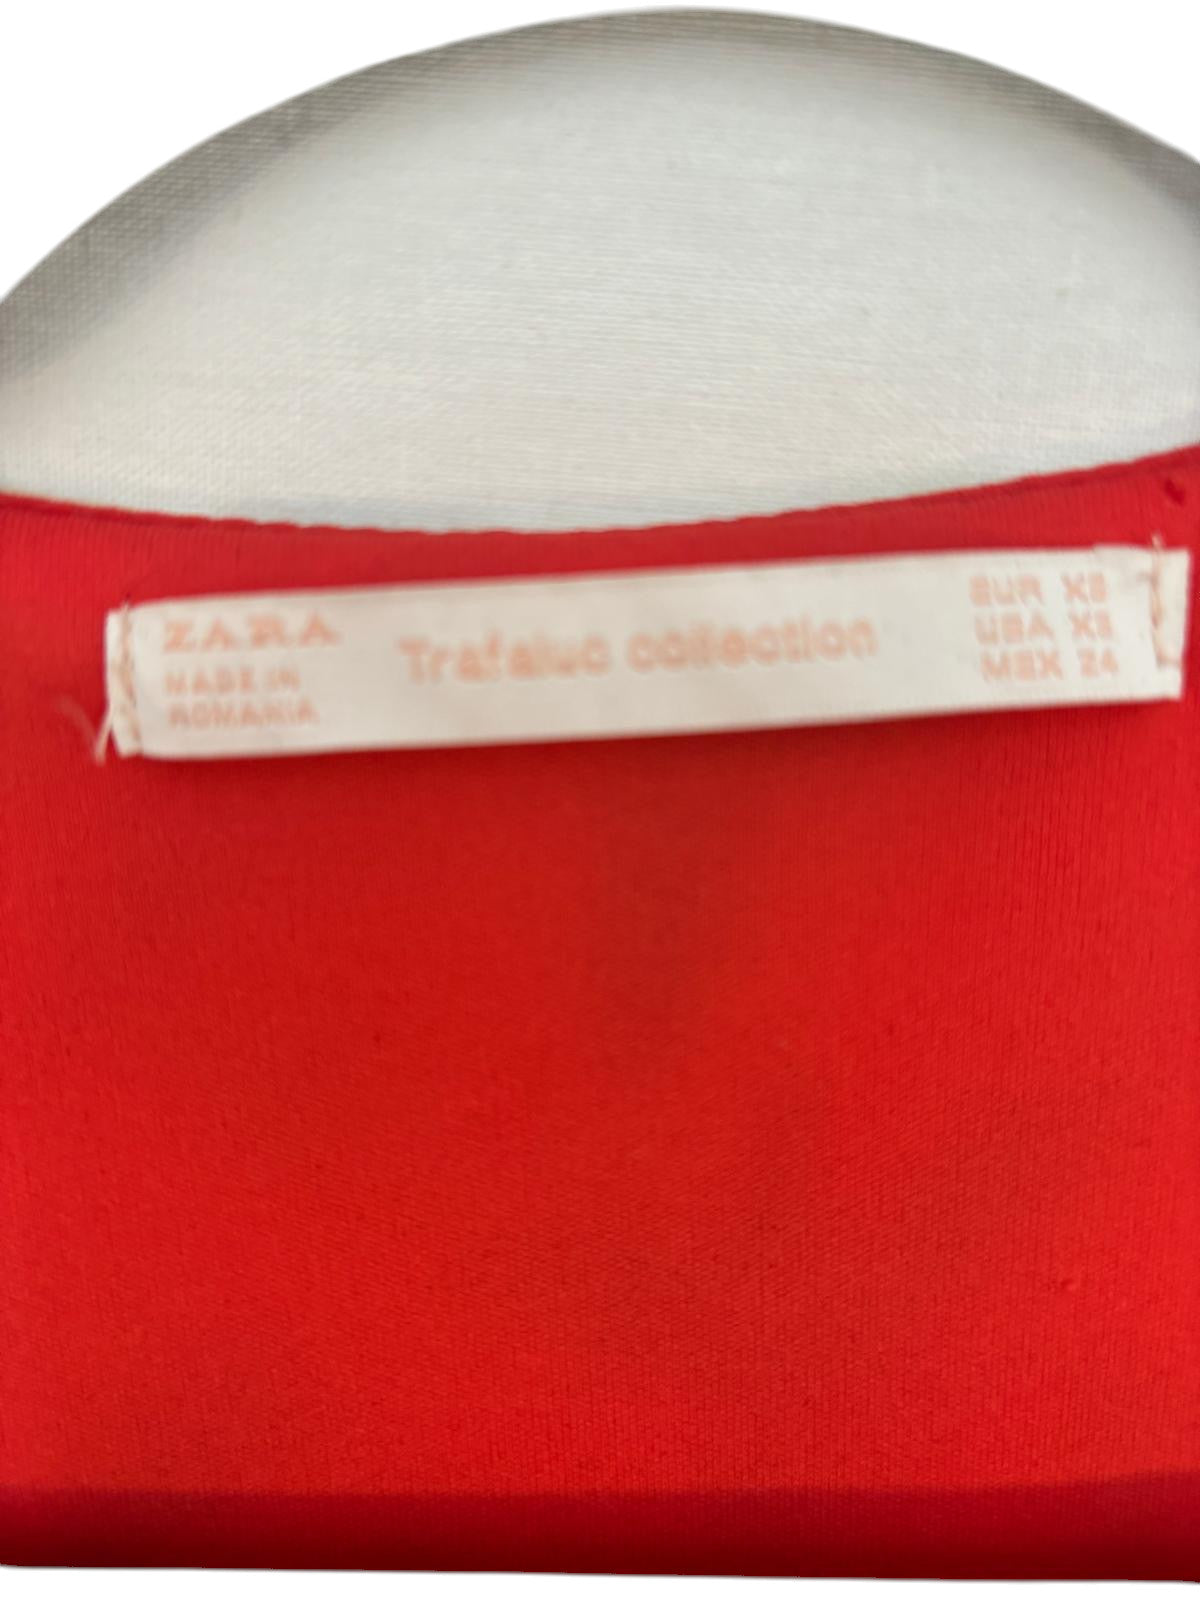 ZARA
MADE IN
ROMANIA
Trafaluc collection
EUR XS
USA XS
MEX 24